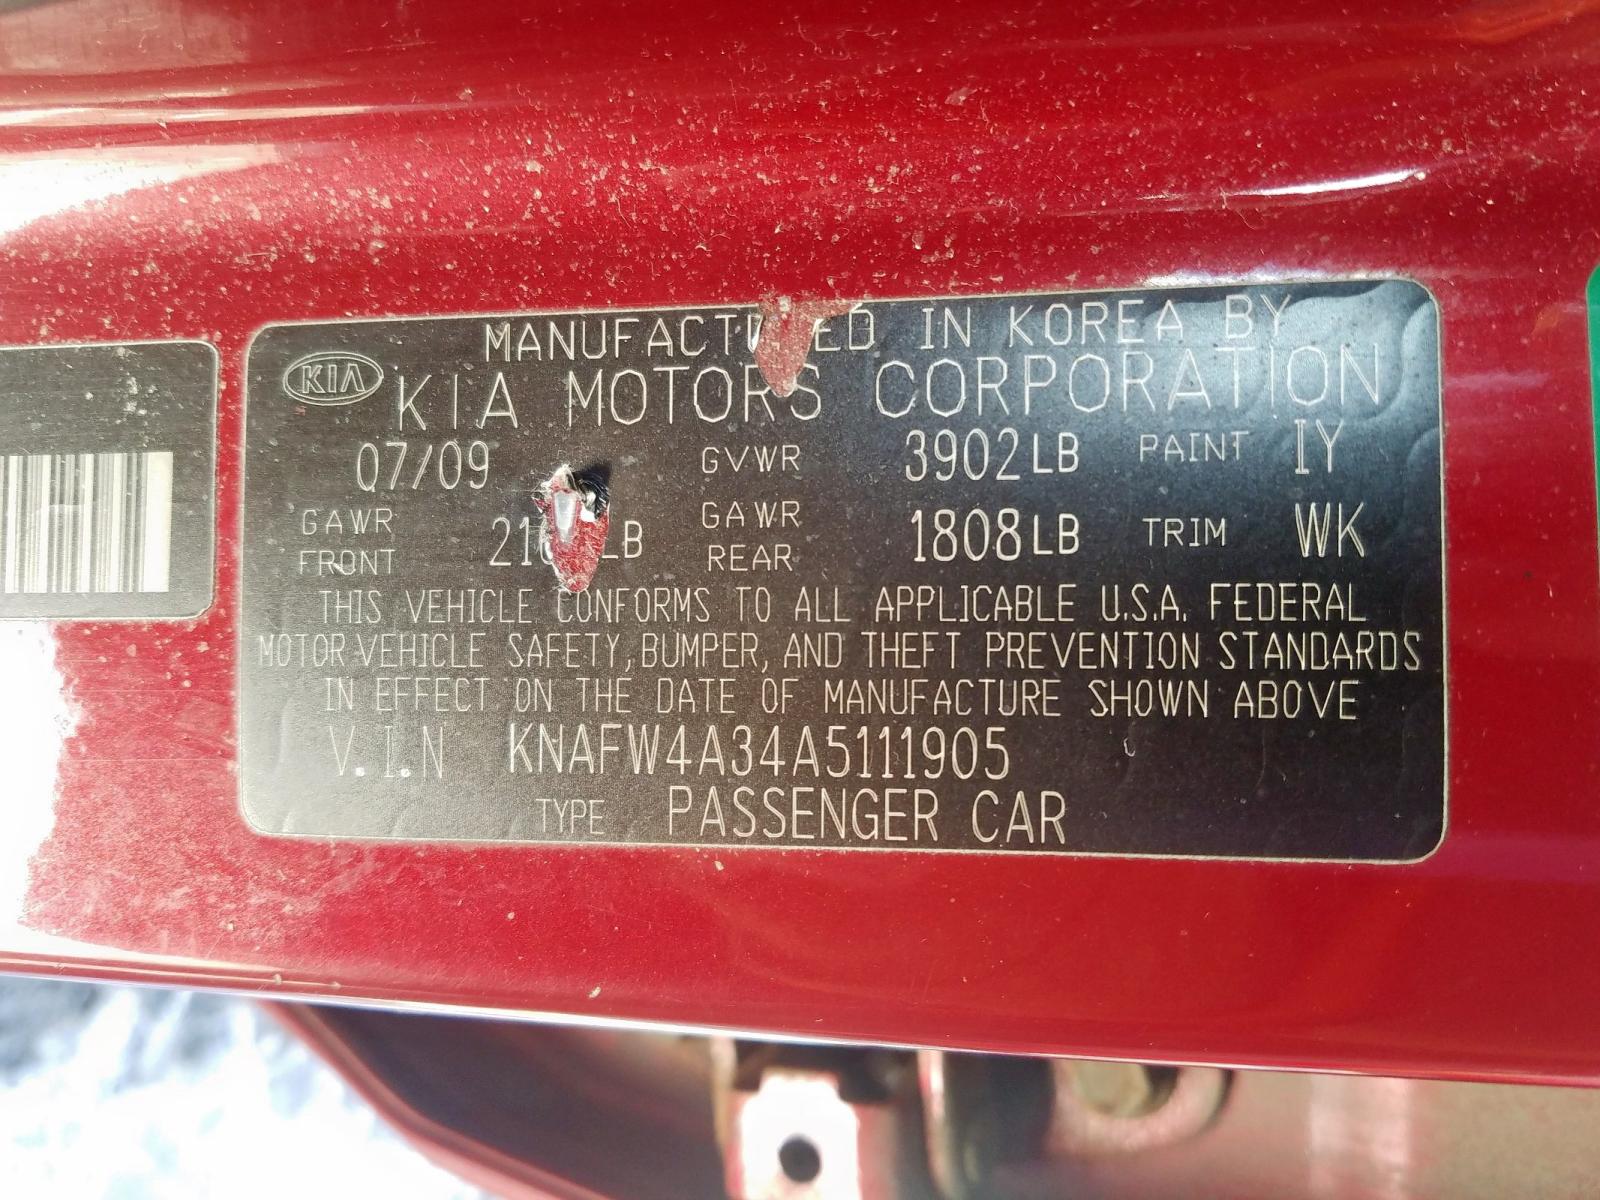 MANUFACTURED IN KOREA BY
KIA KIA MOTORS CORPORATION
07/09 GVWR 3902LB PAINT IY
GAWR FRONT LB GAWR REAR 1808LB TRIM WK
THIS VEHICLE CONFORMS TO ALL APPLICABLE U.S.A. FEDERAL
MOTOR VEHICLE SAFETY, BUMPER, AND THEFT PREVENTION STANDARDS
IN EFFECT ON THE DATE OF MANUFACTURE SHOWN ABOVE
V.I.N KNAFW4A34A5111905
TYPE PASSENGER CAR